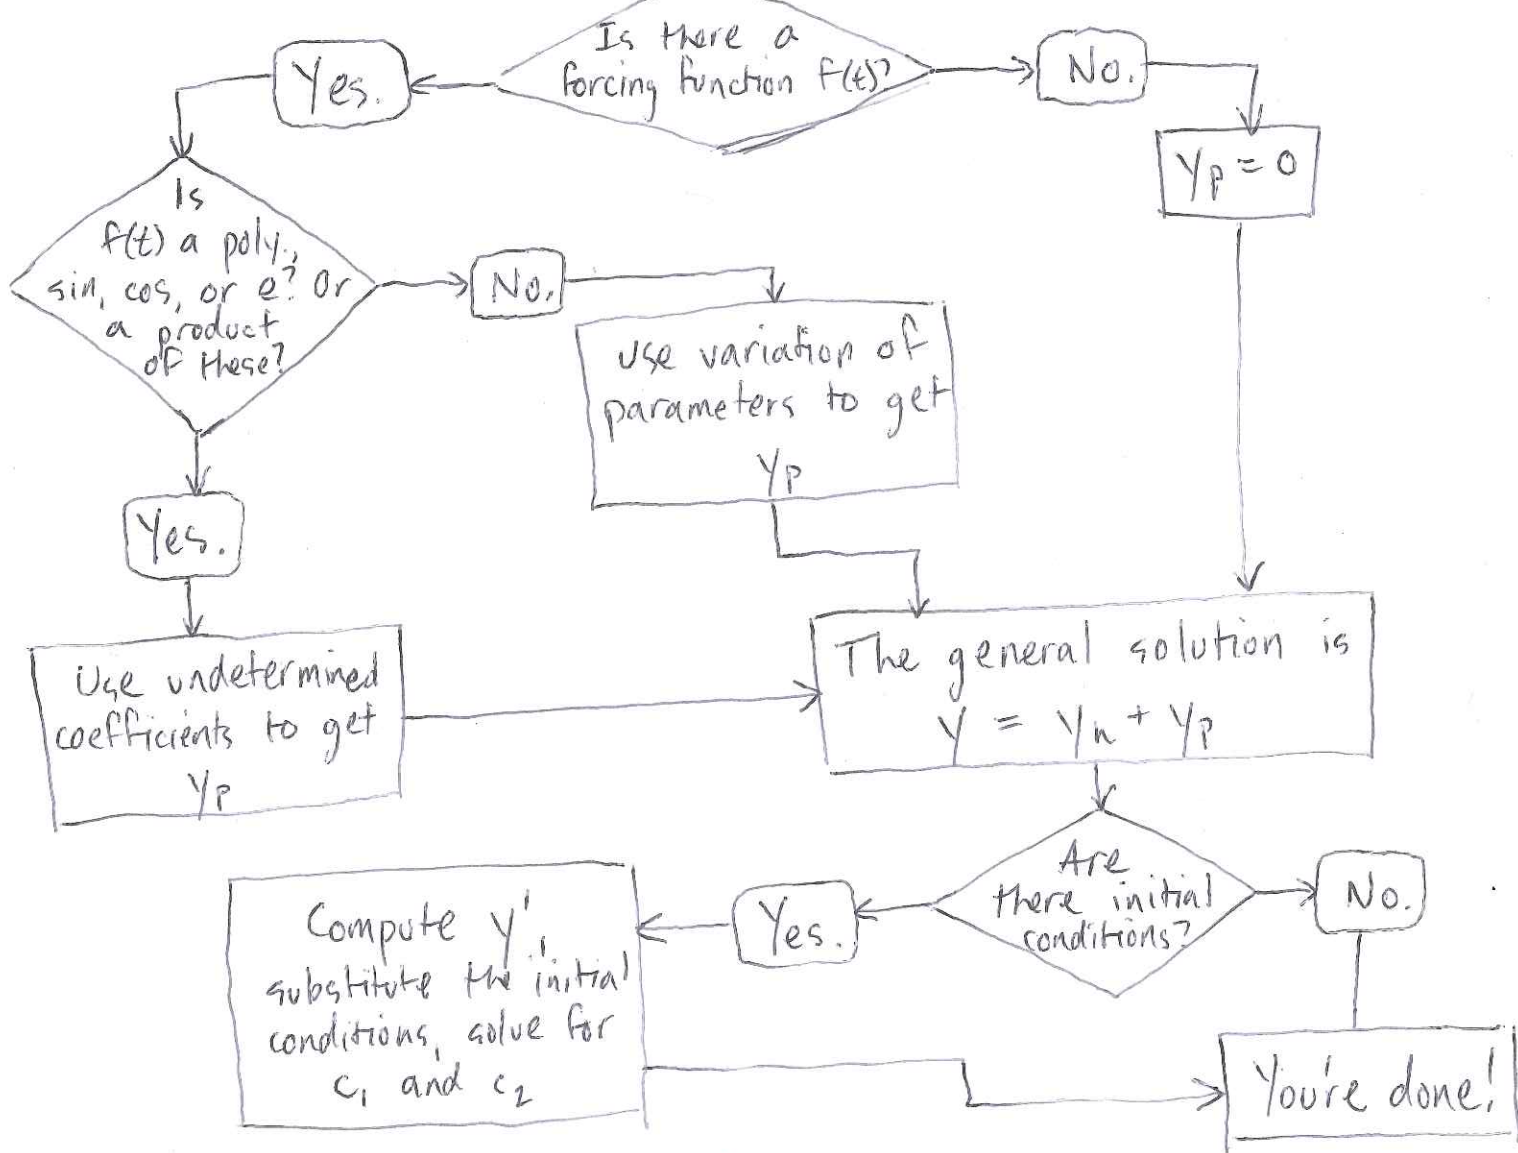 Is there a
forcing function f(t)?
Yes.
No.
yp = 0
Is
f(t) a poly.,
sin, cos, or e? Or
a product
of these?
No.
Use variation of
parameters to get
yp
Yes.
Use undetermined
coefficients to get
yp
The general solution is
y = yh + yp
Are
there initial
conditions?
Yes.
No.
Compute y',
substitute the initial
conditions, solve for
c1 and c2
You're done!